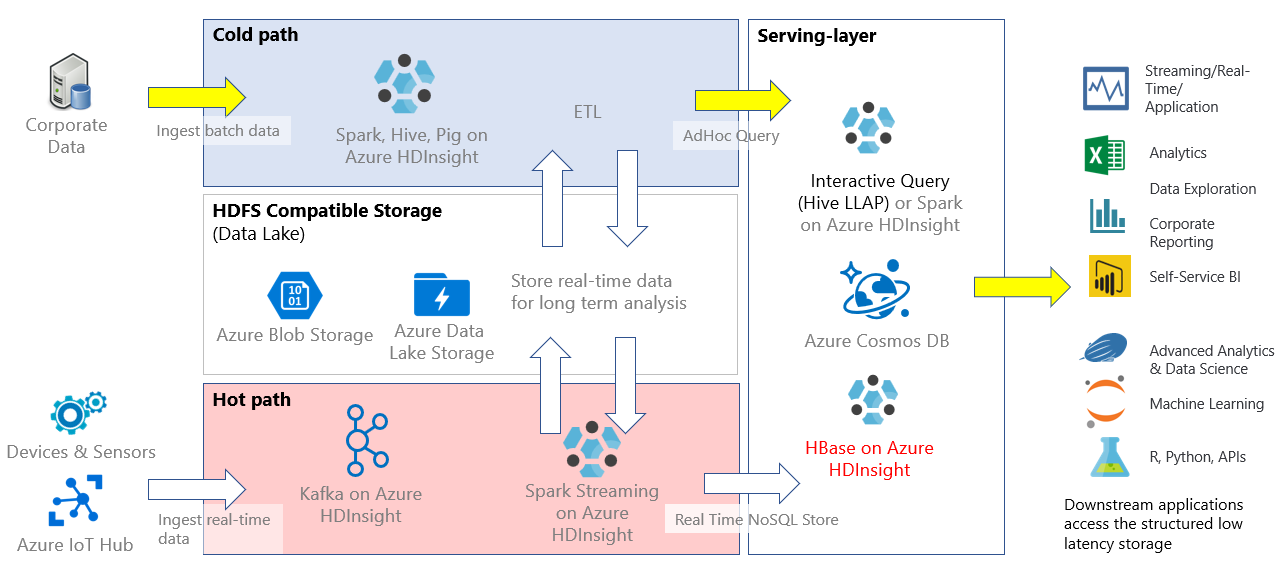 Cold path
Corporate
Data
Ingest batch data
Spark, Hive, Pig on
Azure HDInsight
ETL
AdHoc Query
HDFS Compatible Storage
(Data Lake)
10
01
Azure Blob Storage
Azure Data
Lake Storage
Store real-time data
for long term analysis
Hot path
Devices & Sensors
Azure IoT Hub
Ingest real-time
data
Kafka on Azure
HDInsight
Spark Streaming
on Azure
HDInsight
Real Time NoSQL Store
Serving-layer
Interactive Query
(Hive LLAP) or Spark
on Azure HDInsight
Azure Cosmos DB
HBase on Azure
HDInsight
Streaming/Real-
Time/
Application
X
Analytics
Data Exploration
Corporate
Reporting
Self-Service BI
Advanced Analytics
& Data Science
Machine Learning
R, Python, APIs
Downstream applications
access the structured low
latency storage